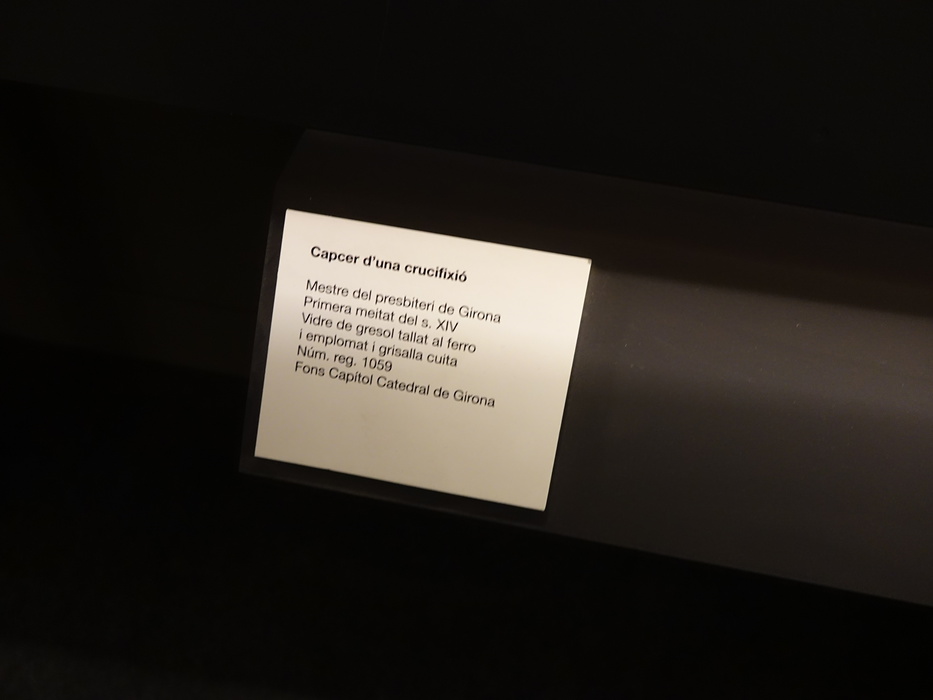 Capcer d'una crucifixió
Mestre del presbiteri de Girona
Primera meitat del s. XIV
Vidre de gresol tallat al ferro
i emplomat i grisalla cuita
Núm. reg. 1059
Fons Capítol Catedral de Girona